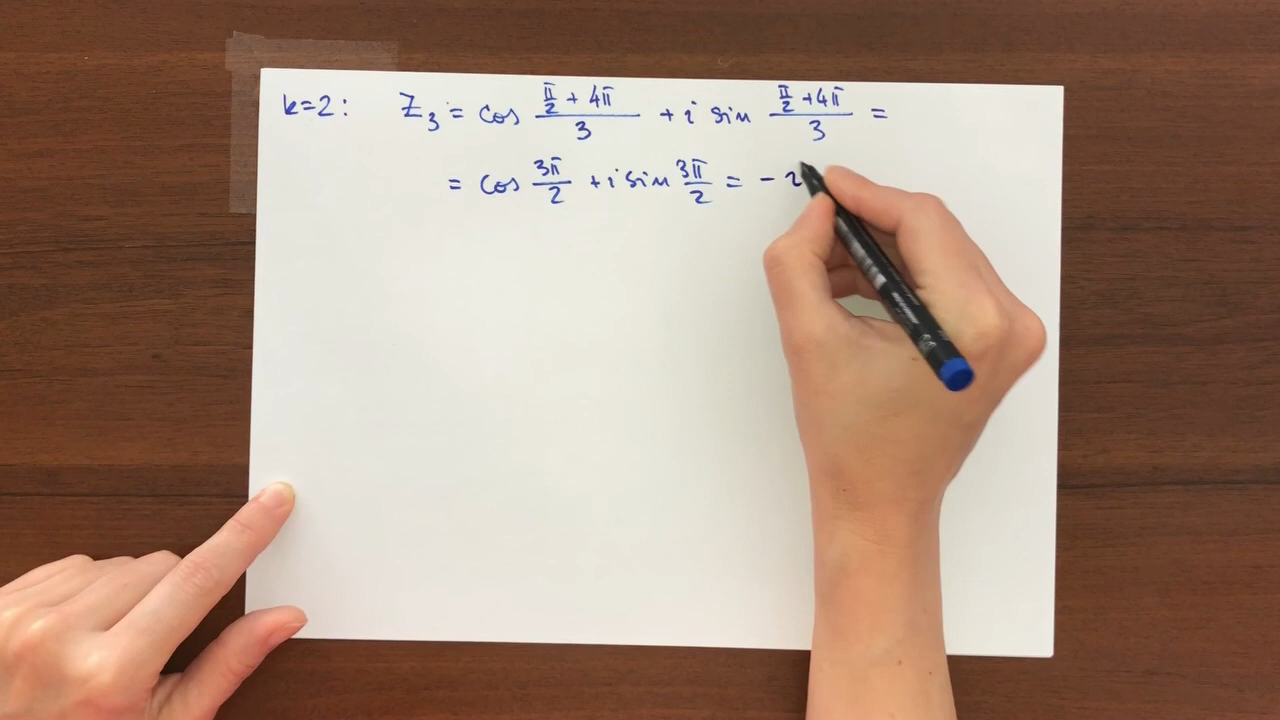 k=2: Z₃ = cos (π/2 + 4π)/3 + i sin (π/2 + 4π)/3 =
= cos 3π/2 + i sin 3π/2 = - i